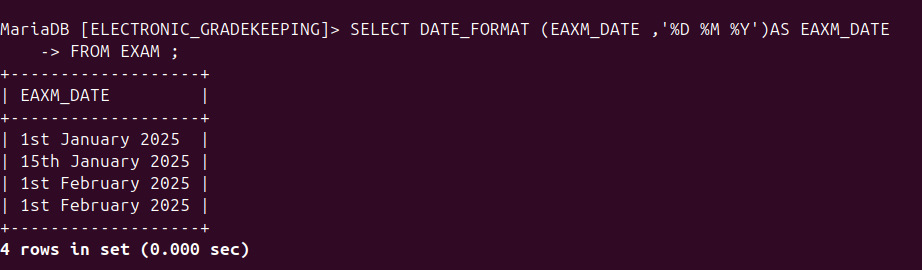 MariaDB [ELECTRONIC_GRADEKEEPING]> SELECT DATE_FORMAT (EAXM_DATE ,'%D %M %Y')AS EAXM_DATE
    -> FROM EXAM ;
+-------------------+
| EAXM_DATE         |
+-------------------+
| 1st January 2025  |
| 15th January 2025 |
| 1st February 2025 |
| 1st February 2025 |
+-------------------+
4 rows in set (0.000 sec)